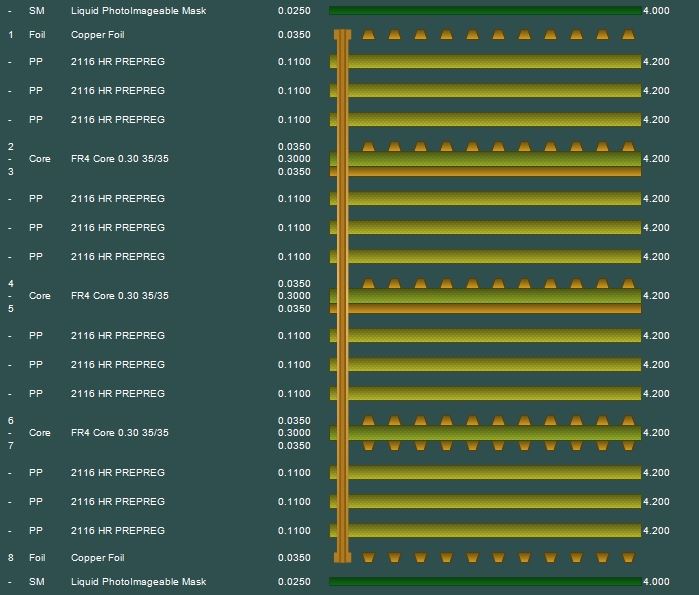 - SM Liquid PhotoImageable Mask 0.0250 4.000
1 Foil Copper Foil 0.0350
- PP 2116 HR PREPREG 0.1100 4.200
- PP 2116 HR PREPREG 0.1100 4.200
- PP 2116 HR PREPREG 0.1100 4.200
2 0.0350
- Core FR4 Core 0.30 35/35 0.3000 4.200
3 0.0350
- PP 2116 HR PREPREG 0.1100 4.200
- PP 2116 HR PREPREG 0.1100 4.200
- PP 2116 HR PREPREG 0.1100 4.200
4 0.0350
- Core FR4 Core 0.30 35/35 0.3000 4.200
5 0.0350
- PP 2116 HR PREPREG 0.1100 4.200
- PP 2116 HR PREPREG 0.1100 4.200
- PP 2116 HR PREPREG 0.1100 4.200
6 0.0350
- Core FR4 Core 0.30 35/35 0.3000 4.200
7 0.0350
- PP 2116 HR PREPREG 0.1100 4.200
- PP 2116 HR PREPREG 0.1100 4.200
- PP 2116 HR PREPREG 0.1100 4.200
8 Foil Copper Foil 0.0350
- SM Liquid PhotoImageable Mask 0.0250 4.000